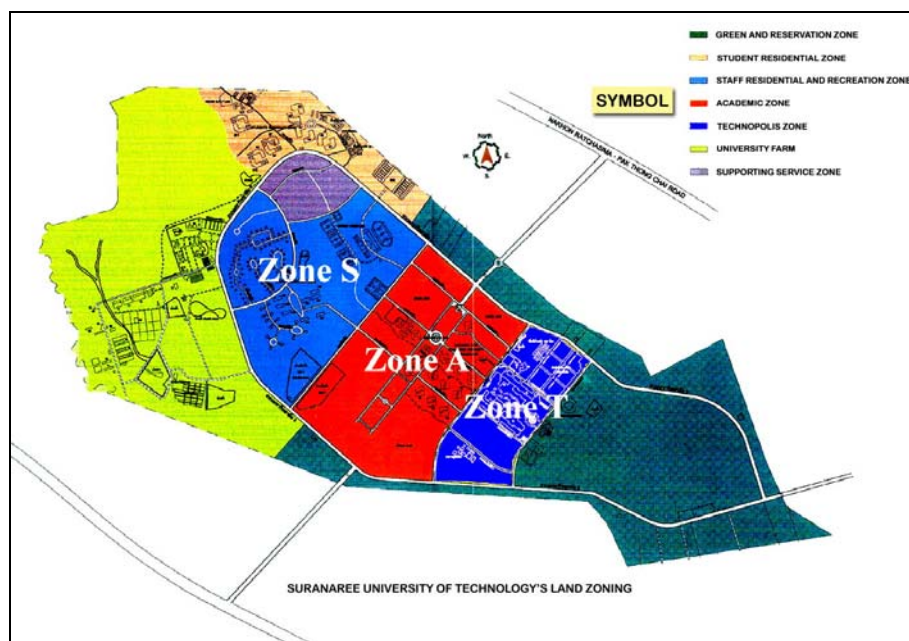 GREEN AND RESERVATION ZONE
STUDENT RESIDENTIAL ZONE
STAFF RESIDENTIAL AND RECREATION ZONE
SYMBOL
ACADEMIC ZONE
TECHNOPOLIS ZONE
UNIVERSITY FARM
SUPPORTING SERVICE ZONE
North
W.
E.
S.
NAKHON RATCHASIMA - PAK THONG CHAI ROAD
Zone S
Zone A
Zone T
SURANAREE UNIVERSITY OF TECHNOLOGY'S LAND ZONING